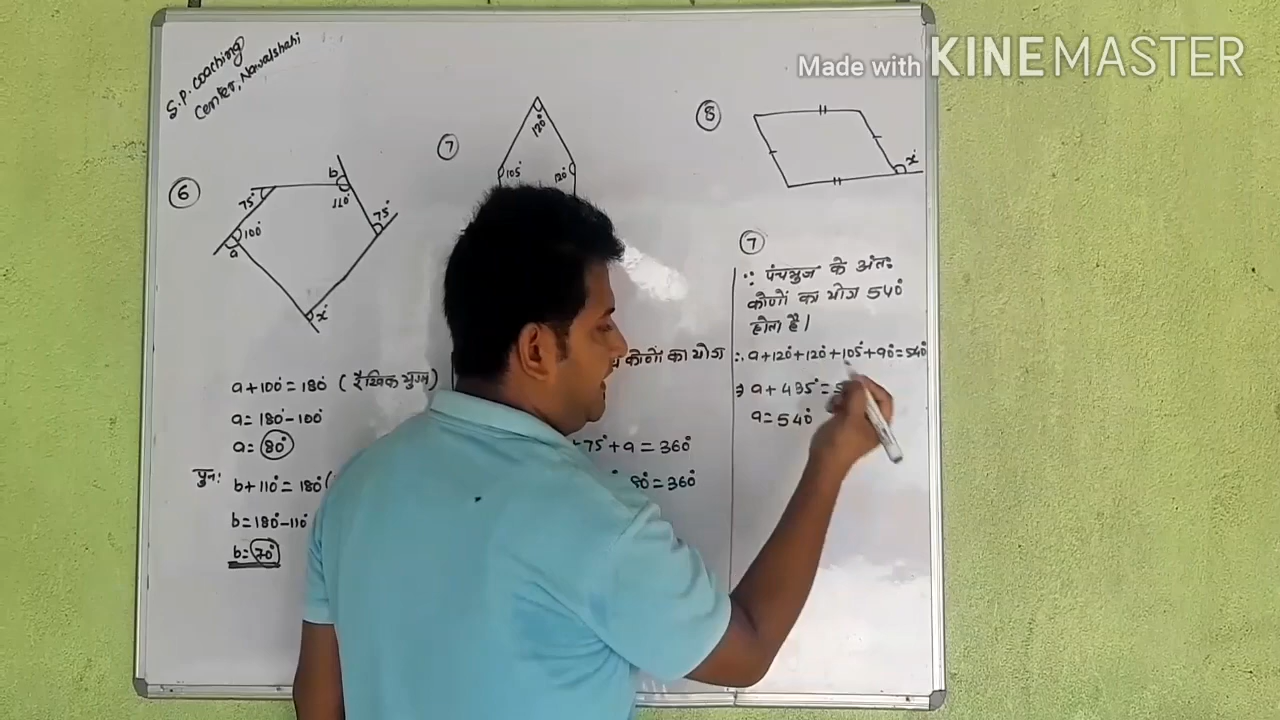 S.P. coaching
Center, Nawalshahi
Made with KINEMASTER
6
75°
b
110°
75°
100°
a
x°
7
120°
105°
120°
8
x°
a + 100° = 180° (रैखिक युग्म)
a = 180° - 100°
a = 80°
पुन: b + 110° = 180° (
b = 180° - 110°
b = 70°
कोणों का योग
+ 75° + a = 360°
80° = 360°
7
∵ पंचभुज के अंतः
कोणों का योग 540°
होता है।
∴ a + 120° + 120° + 105° + 90° = 540°
⇒ a + 435° = 5
a = 540°